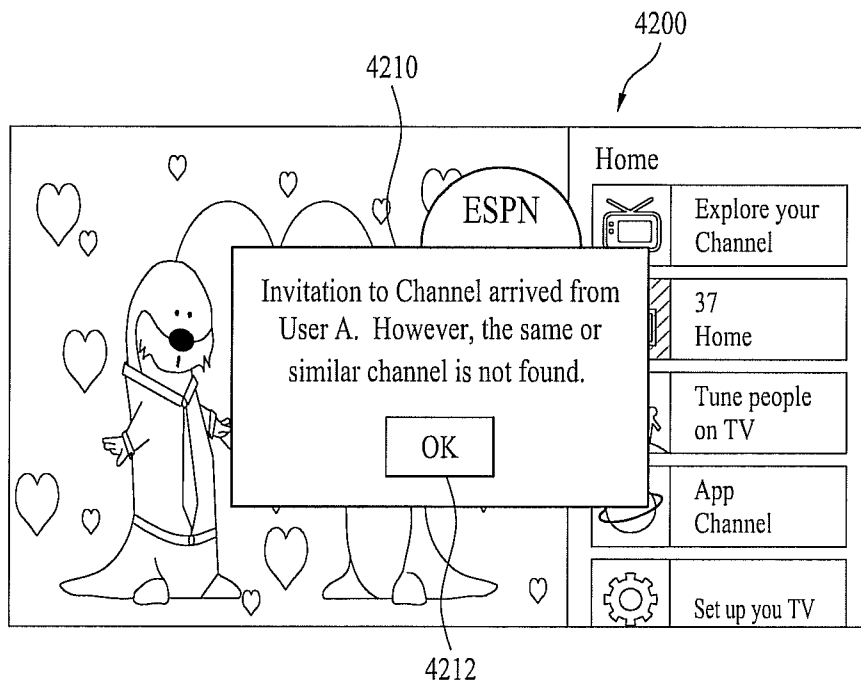 4200
4210
Home
ESPN
Explore your
Channel
Invitation to Channel arrived from
User A. However, the same or
similar channel is not found.
OK
37
Home
Tune people
on TV
App
Channel
Set up you TV
4212